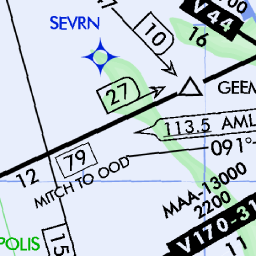 SEVRN
10
V 44
16
27
GEEM
113.5 AML
091°
79
12
MITCH TO OOD
MAA-13000
2200
V170-31
11
15
POLIS